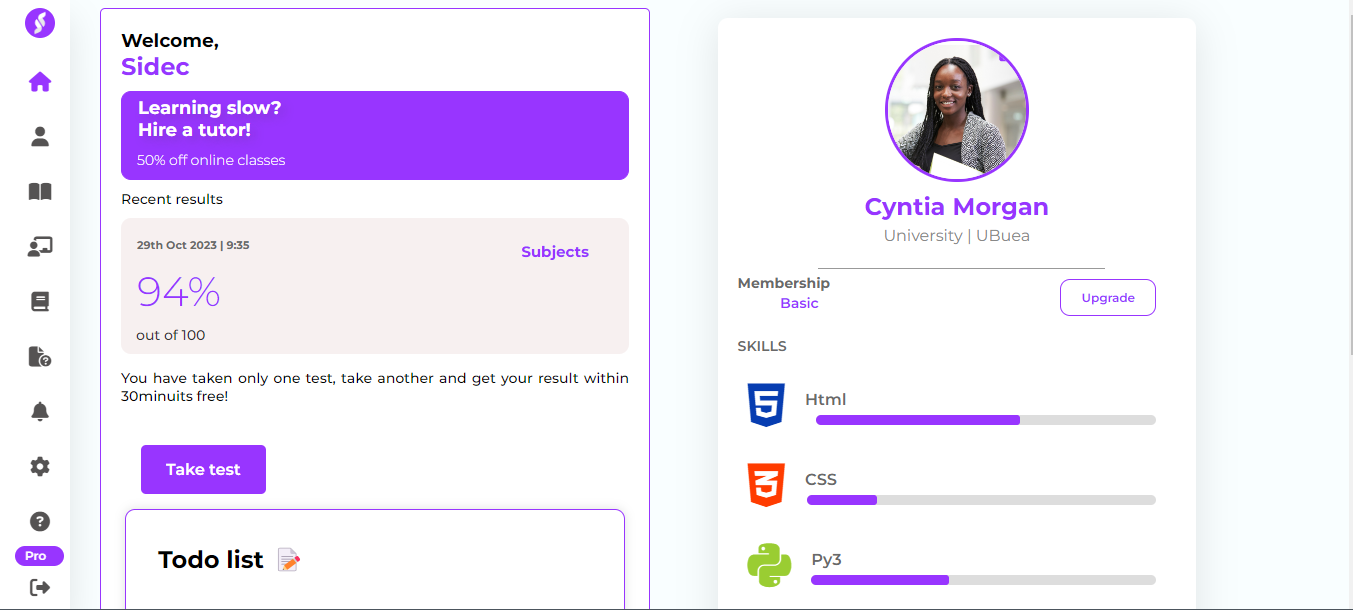 Welcome,
Sidec
Learning slow?
Hire a tutor!
50% off online classes
Recent results
29th Oct 2023 | 9:35
Subjects
94%
out of 100
You have taken only one test, take another and get your result within
30minuits free!
Take test
Todo list
Pro
Cyntia Morgan
University | UBuea
Membership
Basic
Upgrade
SKILLS
Html
CSS
Py3